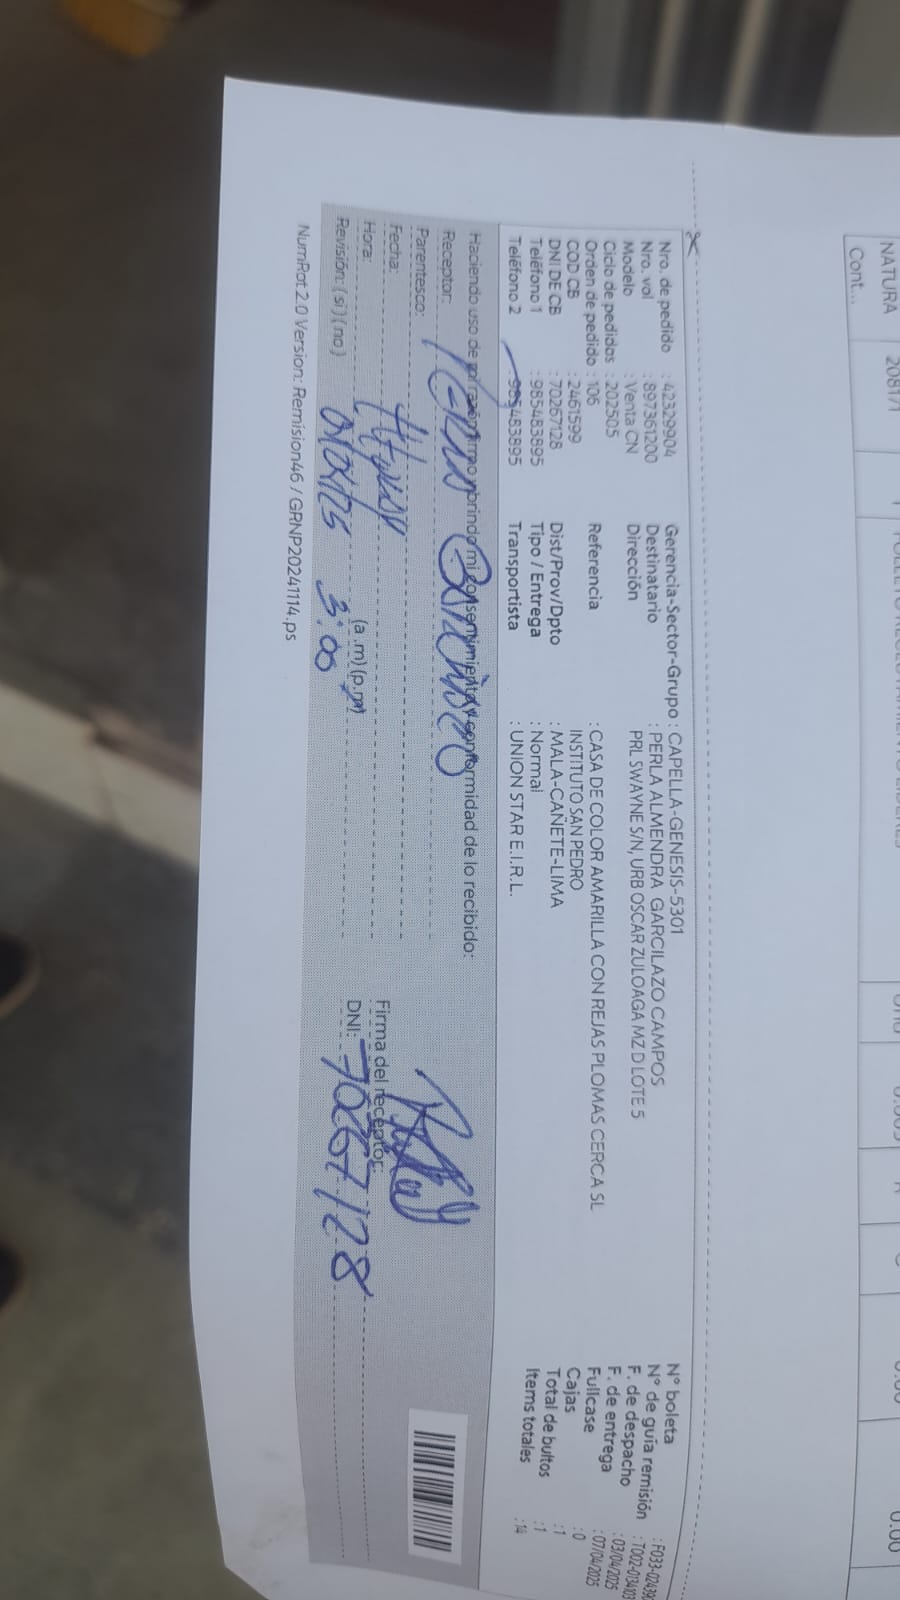 NATURA 20817 1
Cont...
Nro. de pedido : 42329904
Nro. vol : 897361200
Modelo : Venta CN
Ciclo de pedidos : 202505
Orden de pedido : 106
COD CB : 2461599
DNI DE CB : 70267128
Teléfono 1 : 985483895
Teléfono 2 : 985483895
Gerencia-Sector-Grupo : CAPELLA-GENESIS-5301
Destinatario : PERLA ALMENDRA GARCILAZO CAMPOS
Dirección PRL SWAYNE S/N, URB OSCAR ZULOAGA MZ D LOTE 5
Referencia : CASA DE COLOR AMARILLA CON REJAS PLOMAS CERCA SL
INSTITUTO SAN PEDRO
Dist/Prov/Dpto : MALA-CAÑETE-LIMA
Tipo / Entrega : Normal
Transportista : UNION STAR E.I.R.L.
N° boleta : F033-02439
N° de guía remisión : T002-013410
F. de despacho : 03/04/2025
F. de entrega : 07/04/2025
Fullcase : 0
Cajas : 1
Total de bultos : 1
Items totales : 14
Haciendo uso de mi razón firmo abrindo mi consentimiento y conformidad de lo recibido:
Receptor:
Parentesco:
Fecha:
Hora: (a.m) (p.m)
Revisión: (si) (no) 3:00
Firma del receptor:
DNI: 70267128
NumRot 2.0 Version: Remision46 / GRNP20241114.ps